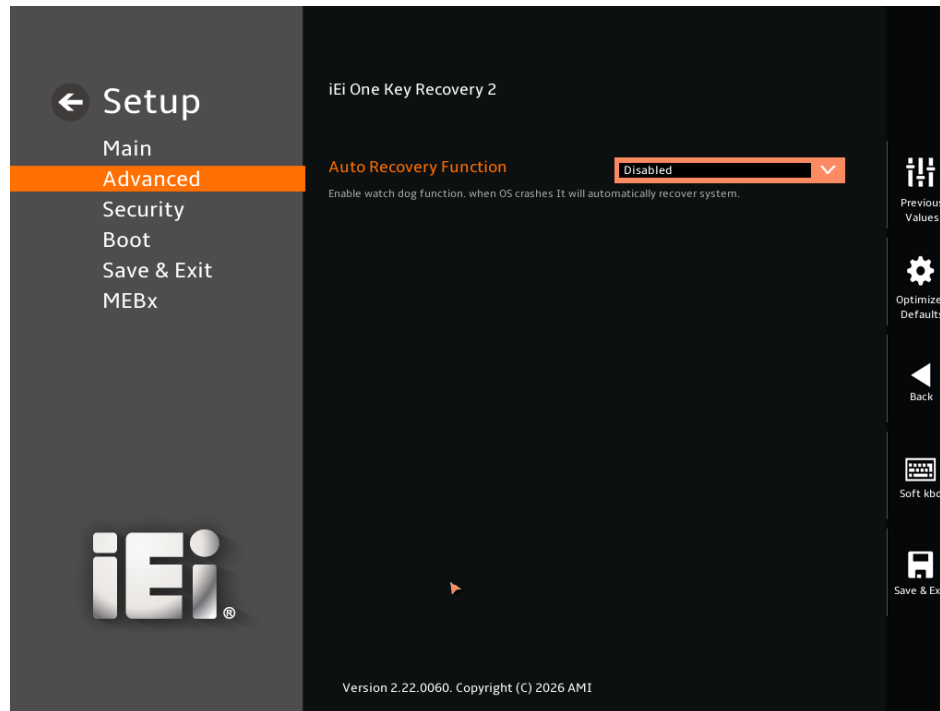 Setup
Main
Advanced
Security
Boot
Save & Exit
MEBx
iEi
®
iEi One Key Recovery 2
Auto Recovery Function
Disabled
Enable watch dog function. when OS crashes It will automatically recover system.
Version 2.22.0060. Copyright (C) 2026 AMI
Previous
Values
Optimize
Defaults
Back
Soft kbd
Save & Ex